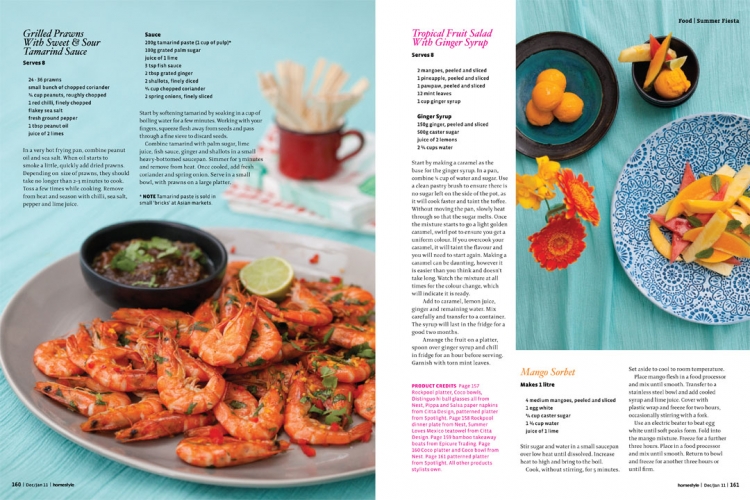 Grilled Prawns
With Sweet & Sour
Tamarind Sauce
Serves 8
24 - 36 prawns
small bunch of chopped coriander
¼ cup peanuts, roughly chopped
1 red chilli, finely chopped
flakey sea salt
fresh ground pepper
1 tbsp peanut oil
juice of 2 limes
In a very hot frying pan, combine peanut
oil and sea salt. When oil starts to
smoke a little, quickly add dried prawns.
Depending on size of prawns, they should
take no longer than 2-5 minutes to cook.
Toss a few times while cooking. Remove
from heat and season with chilli, sea salt,
pepper and lime juice.
Sauce
200g tamarind paste (1 cup of pulp)*
100g grated palm sugar
juice of 1 lime
3 tsp fish sauce
2 tbsp grated ginger
2 shallots, finely diced
¼ cup chopped coriander
2 spring onions, finely sliced
Start by softening tamarind by soaking in a cup of
boiling water for a few minutes. Working with your
fingers, squeeze flesh away from seeds and pass
through a fine sieve to discard seeds.
Combine tamarind with palm sugar, lime
juice, fish sauce, ginger and shallots in a small
heavy-bottomed saucepan. Simmer for 3 minutes
and remove from heat. Once cooled, add fresh
coriander and spring onion. Serve in a small
bowl, with prawns on a large platter.
* NOTE Tamarind paste is sold in
small 'bricks' at Asian markets.
160 | Dec/Jan 11 | homestyle
Food | Summer Fiesta
Tropical Fruit Salad
With Ginger Syrup
Serves 8
2 mangoes, peeled and sliced
1 pineapple, peeled and sliced
1 pawpaw, peeled and sliced
12 mint leaves
1 cup ginger syrup
Ginger Syrup
150g ginger, peeled and sliced
500g caster sugar
juice of 2 lemons
2 ¼ cups water
Start by making a caramel as the
base for the ginger syrup. In a pan,
combine ¼ cup of water and sugar. Use
a clean pastry brush to ensure there is
no sugar left on the side of the pot, as
it will cook faster and taint the toffee.
Without moving the pan, slowly heat
through so that the sugar melts. Once
the mixture starts to go a light golden
caramel, swirl pot to ensure you get a
uniform colour. If you overcook your
caramel, it will taint the flavour and
you will need to start again. Making a
caramel can be daunting, however it
is easier than you think and doesn't
take long. Watch the mixture at all
times for the colour change, which
will indicate it is ready.
Add to caramel, lemon juice,
ginger and remaining water. Mix
carefully and transfer to a container.
The syrup will last in the fridge for a
good two months.
Arrange the fruit on a platter,
spoon over ginger syrup and chill
in fridge for an hour before serving.
Garnish with torn mint leaves.
PRODUCT CREDITS Page 157
Rockpool platter, Coco bowls,
Distinguish ball glasses all from
Nest, Pippa and Salsa paper napkins
from Citta Design, patterned platter
from Spotlight. Page 158 Rockpool
dinner plate from Nest, Summer
Loves Mexico teatowel from Citta
Design. Page 159 bamboo takeaway
boats from Epicure Trading. Page
160 Coco platter and Coco bowl from
Nest. Page 161 patterned platter
from Spotlight. All other products
stylists own.
Mango Sorbet
Makes 1 litre
4 medium mangoes, peeled and sliced
1 egg white
¾ cup caster sugar
1 ¼ cup water
juice of 1 lime
Stir sugar and water in a small saucepan
over low heat until dissolved. Increase
heat to high and bring to the boil.
Cook, without stirring, for 5 minutes.
Set aside to cool to room temperature.
Place mango flesh in a food processor
and mix until smooth. Transfer to a
stainless steel bowl and add cooled
syrup and lime juice. Cover with
plastic wrap and freeze for two hours,
occasionally stirring with a fork.
Use an electric beater to beat egg
white until soft peaks form. Fold into
the mango mixture. Freeze for a further
three hours. Place in a food processor
and mix until smooth. Return to bowl
and freeze for another three hours or
until firm.
homestyle | Dec/Jan 11 | 161